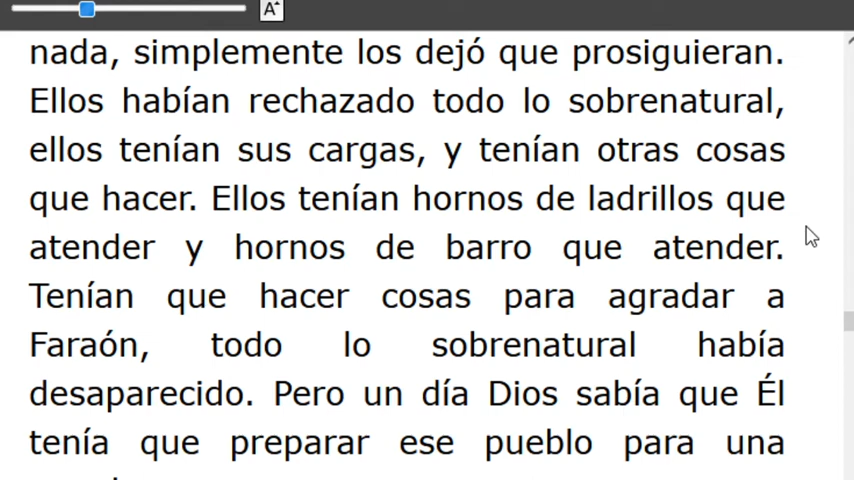 A
nada, simplemente los dejó que prosiguieran.
Ellos habían rechazado todo lo sobrenatural,
ellos tenían sus cargas, y tenían otras cosas
que hacer. Ellos tenían hornos de ladrillos que
atender y hornos de barro que atender.
Tenían que hacer cosas para agradar a
Faraón, todo lo sobrenatural había
desaparecido. Pero un día Dios sabía que Él
tenía que preparar ese pueblo para una